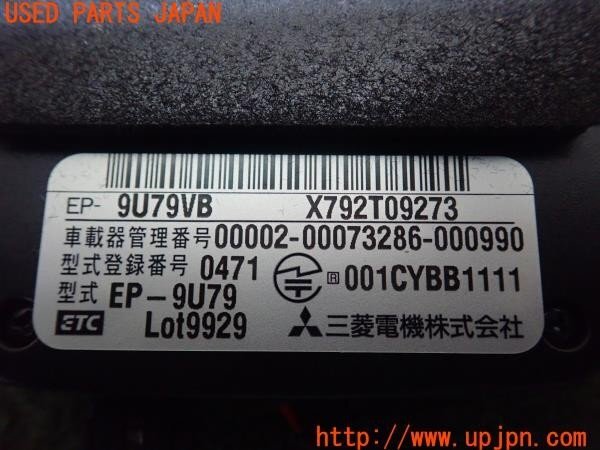 USED PARTS JAPAN
EP- 9U79VB X792T09273
車載器管理番号 00002-00073286-000990
型式登録番号 0471 R 001CYBB1111
型式 EP-9U79
ETC Lot9929 三菱電機株式会社
http://www.upjpn.com/